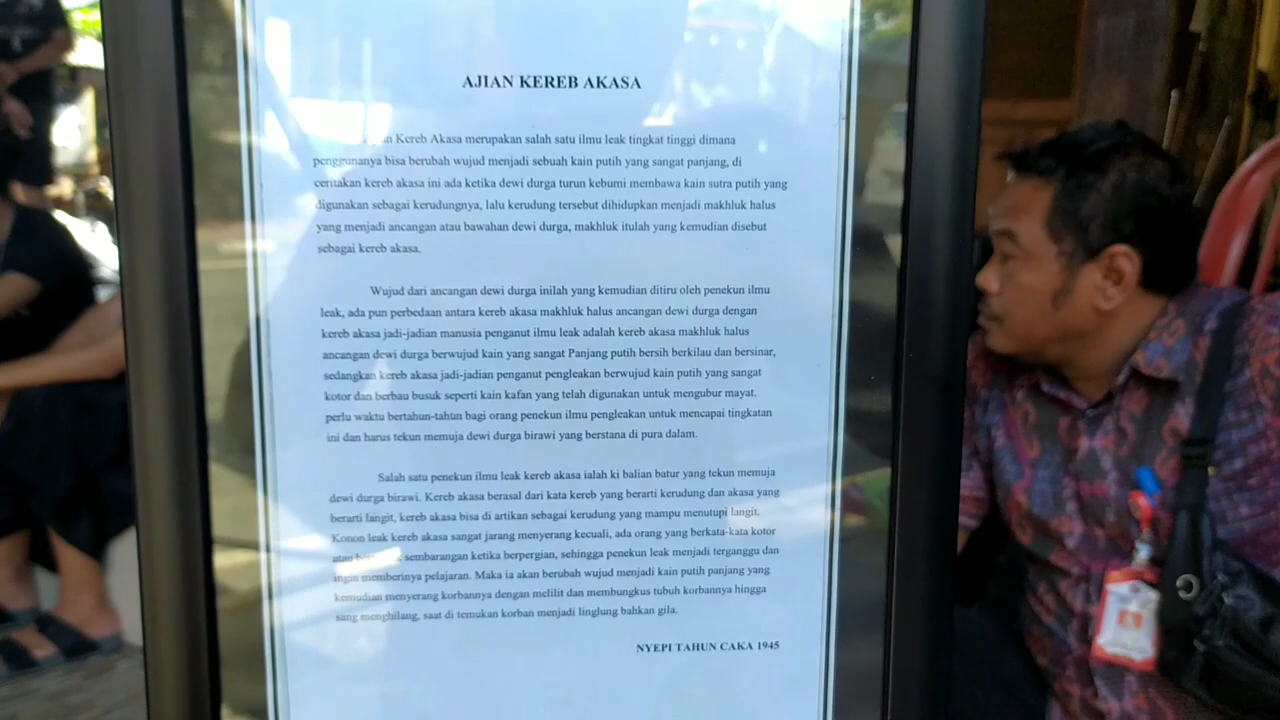 AJIAN KEREB AKASA
Kereb Akasa merupakan salah satu ilmu leak tingkat tinggi dimana
penggunanya bisa berubah wujud menjadi sebuah kain putih yang sangat panjang, di
ceritakan kereb akasa ini ada ketika dewi durga turun kebumi membawa kain sutra putih yang
digunakan sebagai kerudungnya, lalu kerudung tersebut dihidupkan menjadi makhluk halus
yang menjadi ancangan atau bawahan dewi durga, makhluk itulah yang kemudian disebut
sebagai kereb akasa.
Wujud dari ancangan dewi durga inilah yang kemudian ditiru oleh penekun ilmu
leak, ada pun perbedaan antara kereb akasa makhluk halus ancangan dewi durga dengan
kereb akasa jadi-jadian manusia penganut ilmu leak adalah kereb akasa makhluk halus
ancangan dewi durga berwujud kain yang sangat Panjang putih bersih berkilau dan bersinar,
sedangkan kereb akasa jadi-jadian penganut pengleakan berwujud kain putih yang sangat
kotor dan berbau busuk seperti kain kafan yang telah digunakan untuk mengubur mayat.
perlu waktu bertahun-tahun bagi orang penekun ilmu pengleakan untuk mencapai tingkatan
ini dan harus tekun memuja dewi durga birawi yang berstana di pura dalam.
Salah satu penekun ilmu leak kereb akasa ialah ki balian batur yang tekun memuja
dewi durga birawi. Kereb akasa berasal dari kata kereb yang berarti kerudung dan akasa yang
berarti langit, kereb akasa bisa di artikan sebagai kerudung yang mampu menutupi langit.
Konon leak kereb akasa sangat jarang menyerang kecuali, ada orang yang berkata-kata kotor
atau sembarangan ketika berpergian, sehingga penekun leak menjadi terganggu dan
ingin memberinya pelajaran. Maka ia akan berubah wujud menjadi kain putih panjang yang
kemudian menyerang korbannya dengan melilit dan membungkus tubuh korbannya hingga
sang menghilang, saat di temukan korban menjadi linglung bahkan gila.
NYEPI TAHUN CAKA 1945